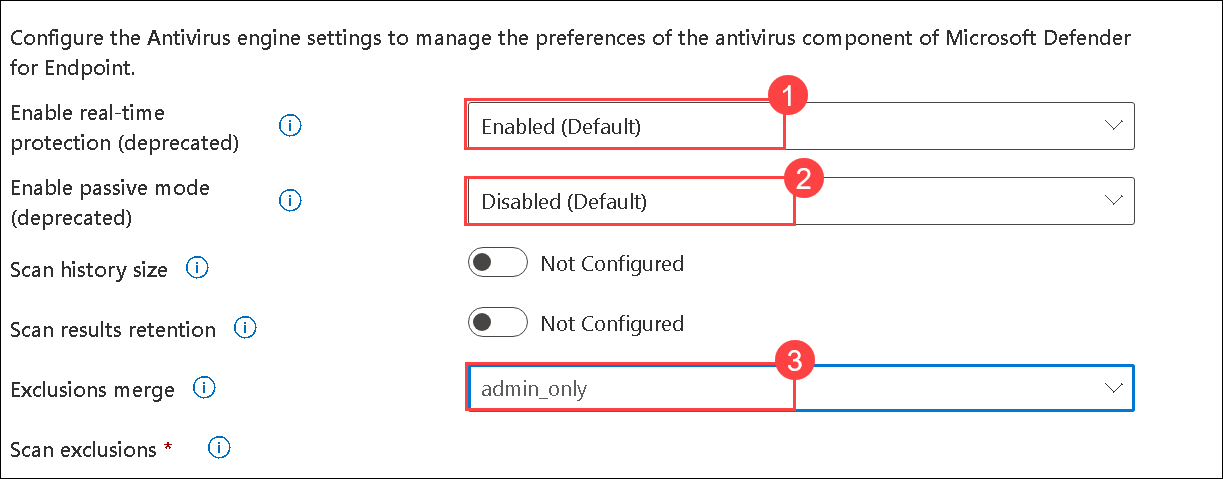 Configure the Antivirus engine settings to manage the preferences of the antivirus component of Microsoft Defender
for Endpoint.
1
Enable real-time
protection (deprecated)
Enabled (Default)
2
Enable passive mode
(deprecated)
Disabled (Default)
Scan history size
Not Configured
Scan results retention
Not Configured
3
Exclusions merge
admin_only
Scan exclusions *